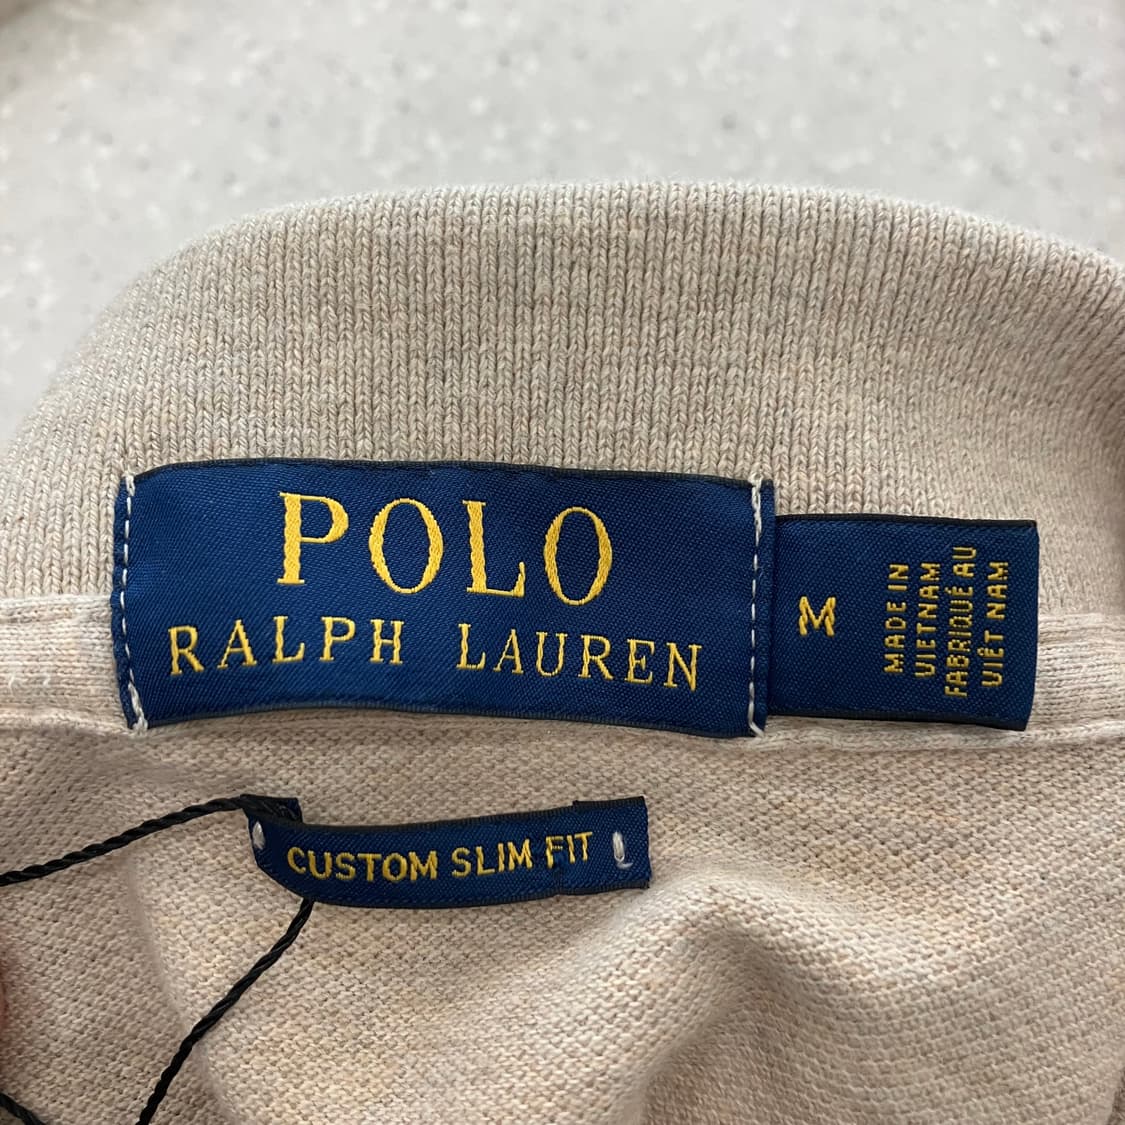 POLO
RALPH LAUREN
M
MADE IN
VIETNAM
FABRIQUÉ AU
VIÊT NAM
CUSTOM SLIM FIT